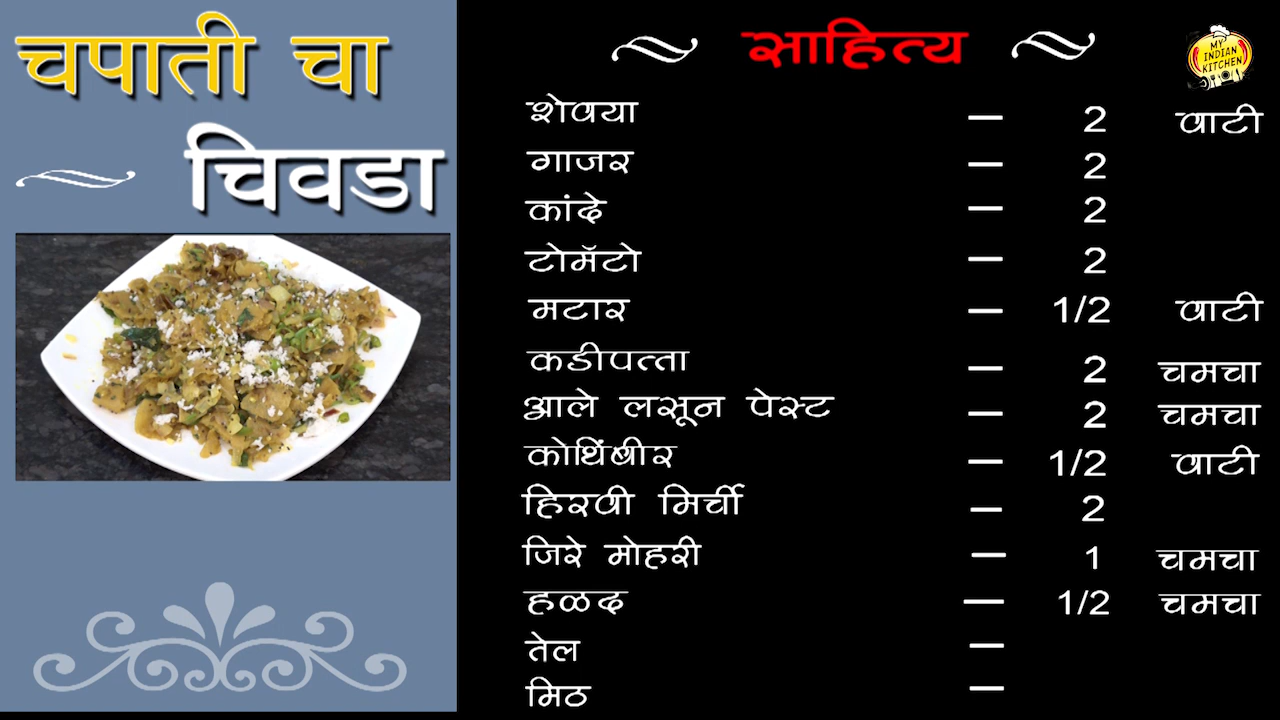 चपाती चा
चिवडा
साहित्य
MY
INDIAN
KITCHEN
शेवया — 2 वाटी
गाजर — 2
कांदे — 2
टोमॅटो — 2
मटार — 1/2 वाटी
कडीपत्ता — 2 चमचा
आले लसून पेस्ट — 2 चमचा
कोथिंबीर — 1/2 वाटी
हिरवी मिर्ची — 2
जिरे मोहरी — 1 चमचा
हळद — 1/2 चमचा
तेल —
मिठ —